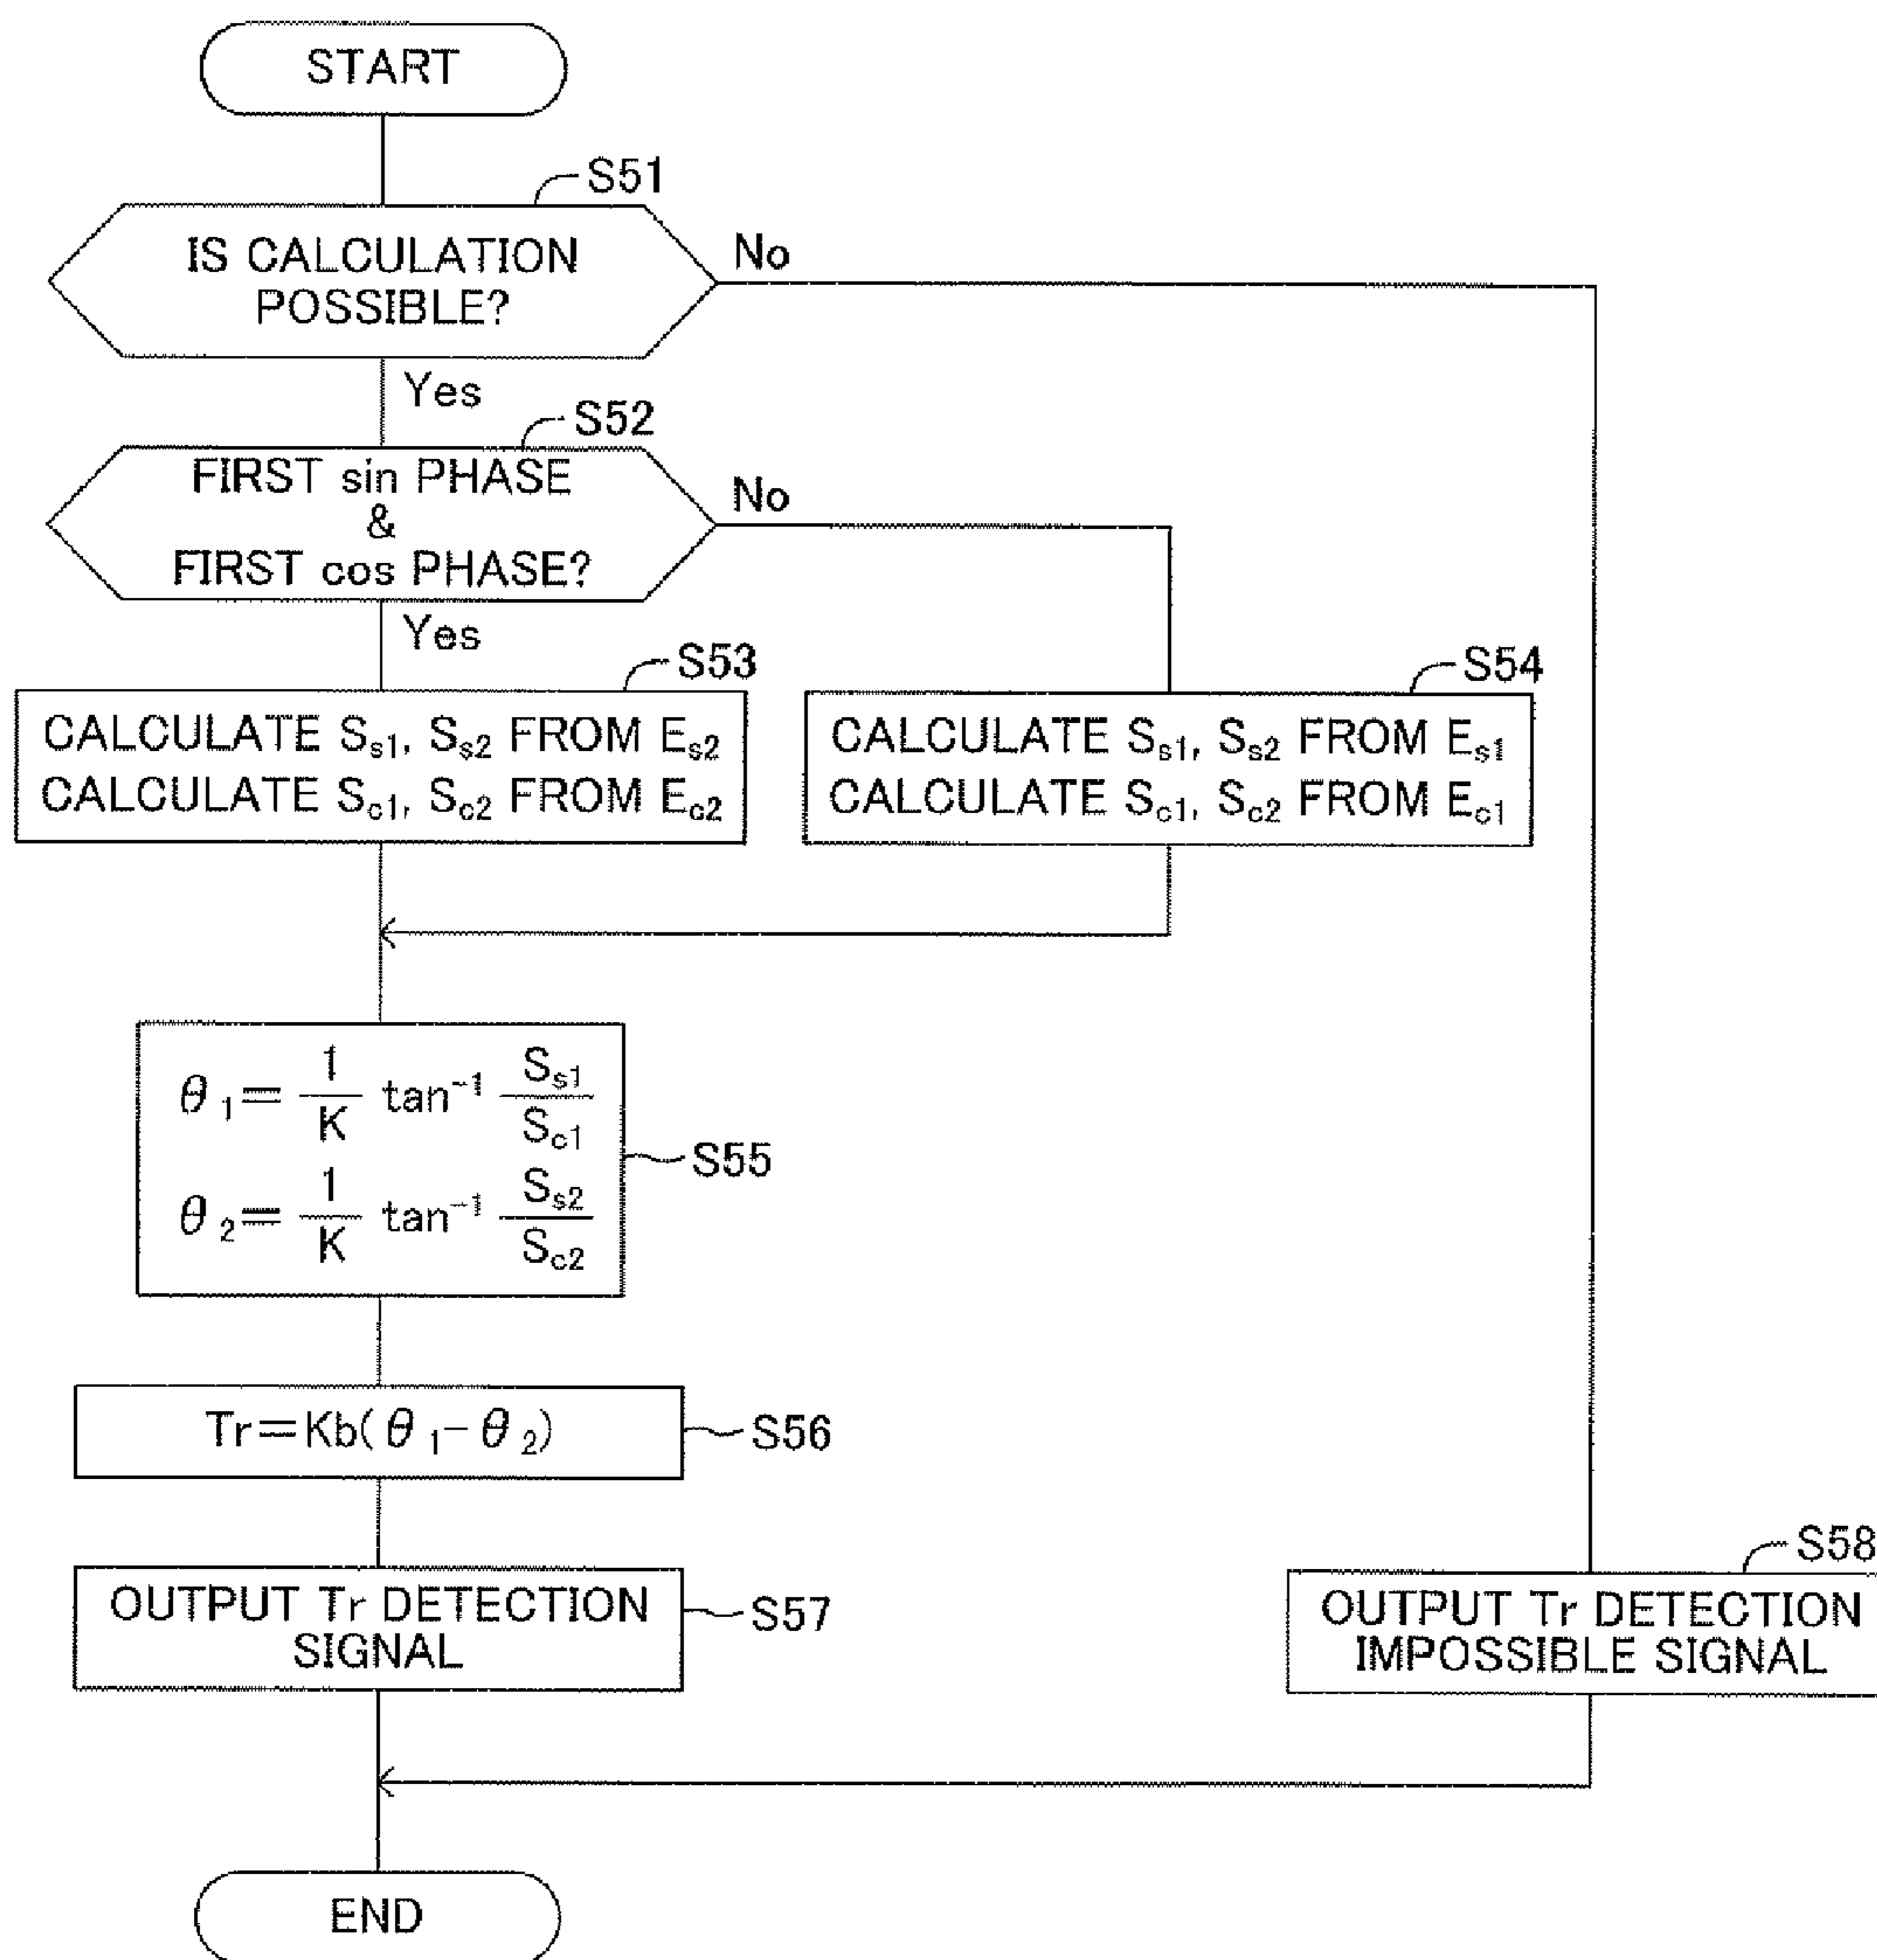 START
S51
IS CALCULATION
POSSIBLE?
No
Yes
S52
FIRST sin PHASE
&
FIRST cos PHASE?
No
Yes
S53
CALCULATE Ss1, Ss2 FROM Es2
CALCULATE Sc1, Sc2 FROM Ec2
S54
CALCULATE Ss1, Ss2 FROM Es1
CALCULATE Sc1, Sc2 FROM Ec1
θ1= 1/K tan⁻¹ Ss1/Sc1
θ2= 1/K tan⁻¹ Ss2/Sc2
S55
Tr=Kb(θ1-θ2)
S56
OUTPUT Tr DETECTION
SIGNAL
S57
S58
OUTPUT Tr DETECTION
IMPOSSIBLE SIGNAL
END